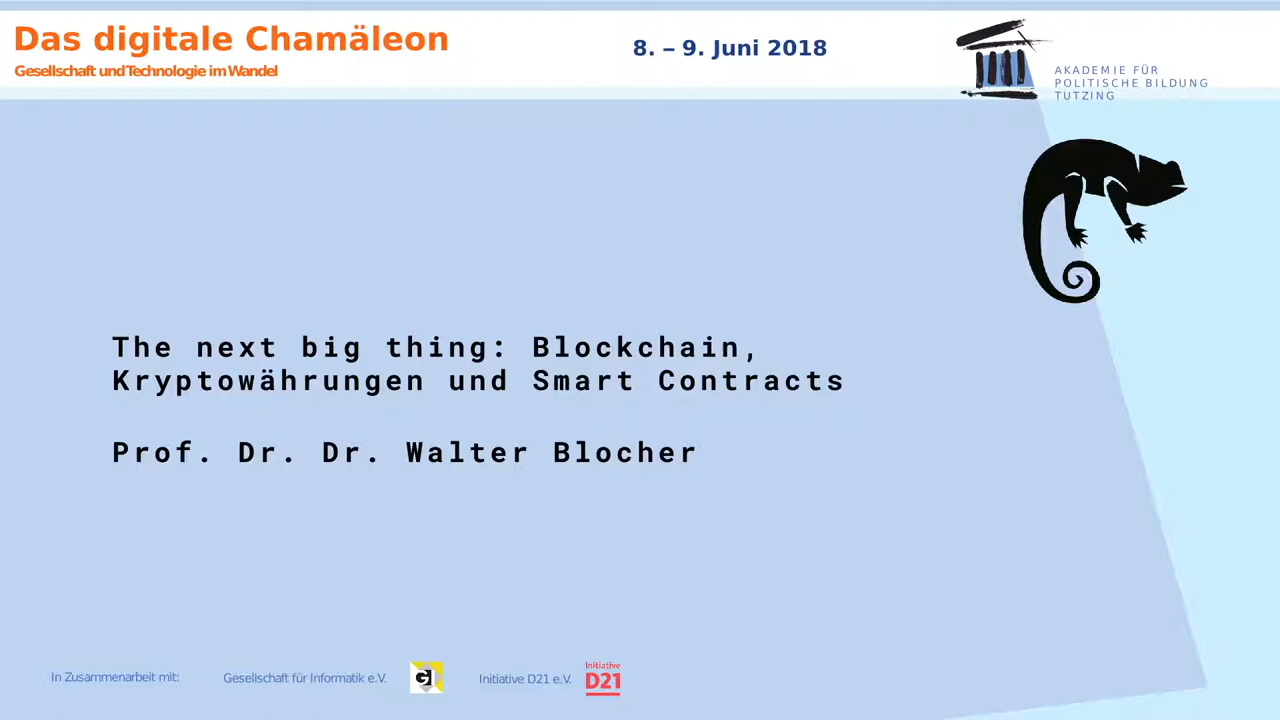 Das digitale Chamäleon
Gesellschaft und Technologie im Wandel
8. – 9. Juni 2018
AKADEMIE FÜR
POLITISCHE BILDUNG
TUTZING
The next big thing: Blockchain,
Kryptowährungen und Smart Contracts
Prof. Dr. Dr. Walter Blocher
In Zusammenarbeit mit:
Gesellschaft für Informatik e.V.
GI
Initiative D21 e.V.
Initiative
D21